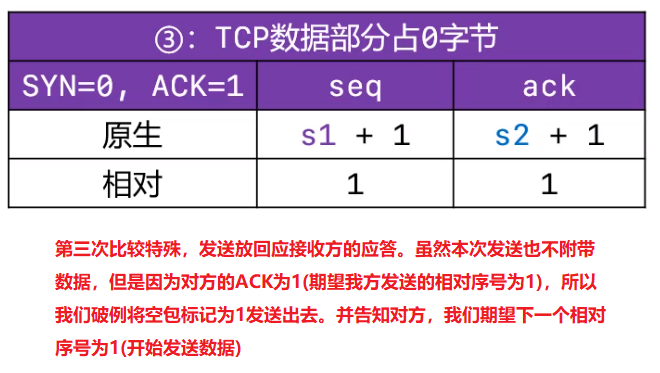 ③: TCP数据部分占0字节
SYN=0, ACK=1 seq ack
原生 s1 + 1 s2 + 1
相对 1 1
第三次比较特殊，发送放回应接收方的应答。虽然本次发送也不附带
数据，但是因为对方的ACK为1(期望我方发送的相对序号为1)，所以
我们破例将空包标记为1发送出去。并告知对方，我们期望下一个相对
序号为1(开始发送数据)